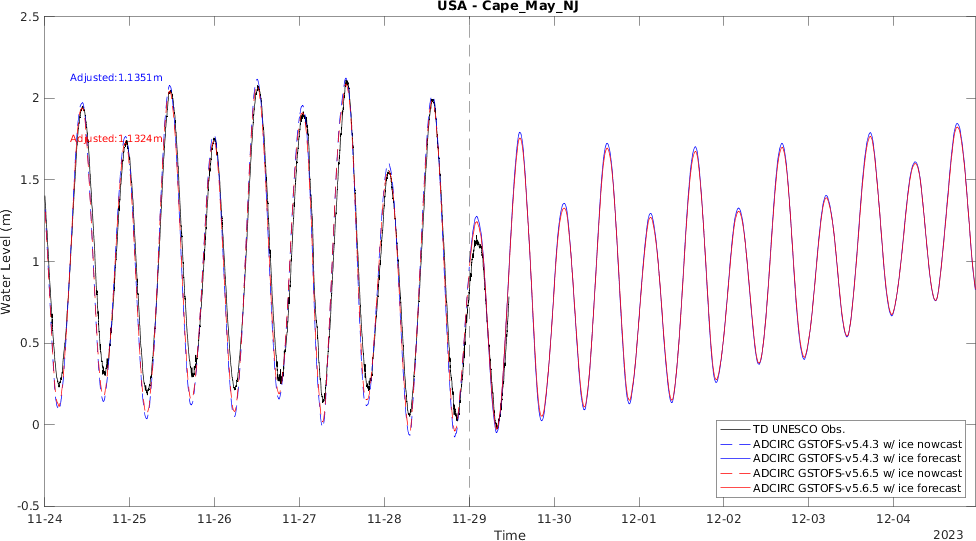 USA - Cape_May_NJ
2.5
2
1.5
1
0.5
0
-0.5
Water Level (m)
Adjusted:1.1351m
Adjusted:1.1324m
TD UNESCO Obs.
ADCIRC GSTOFS-v5.4.3 w/ ice nowcast
ADCIRC GSTOFS-v5.4.3 w/ ice forecast
ADCIRC GSTOFS-v5.6.5 w/ ice nowcast
ADCIRC GSTOFS-v5.6.5 w/ ice forecast
11-24 11-25 11-26 11-27 11-28 11-29 11-30 12-01 12-02 12-03 12-04
Time
2023